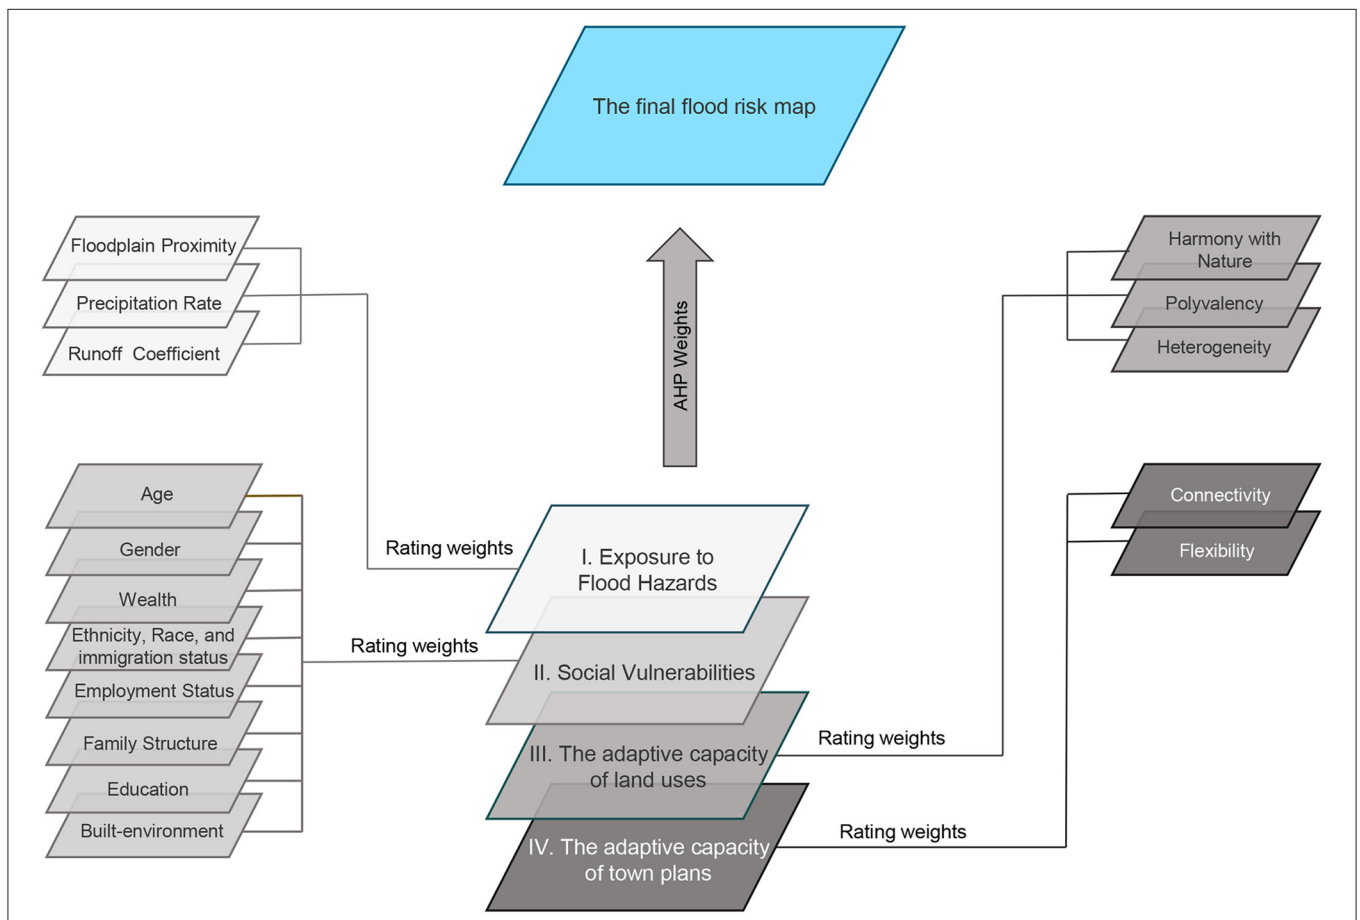 The final flood risk map
Floodplain Proximity
Precipitation Rate
Runoff Coefficient
Harmony with
Nature
Polyvalency
Heterogeneity
AHP Weights
Age
Gender
Wealth
Ethnicity, Race, and
immigration status
Employment Status
Family Structure
Education
Built-environment
Connectivity
Flexibility
Rating weights
I. Exposure to
Flood Hazards
Rating weights
II. Social Vulnerabilities
III. The adaptive capacity
of land uses
Rating weights
IV. The adaptive capacity
of town plans
Rating weights